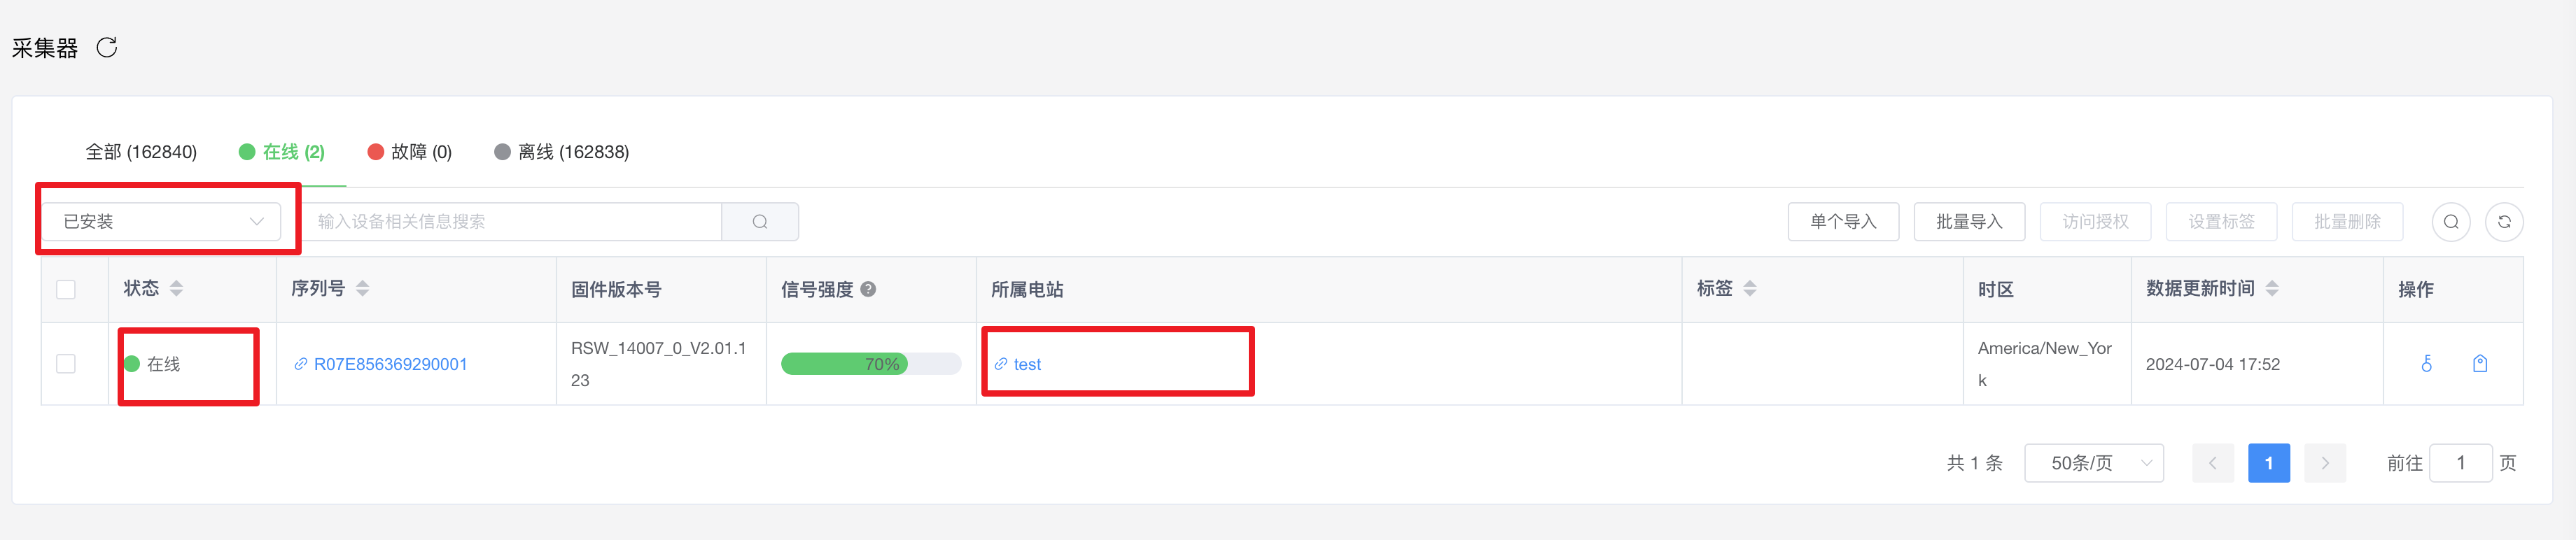 采集器
全部 (162840) 在线 (2) 故障 (0) 离线 (162838)
已安装 输入设备相关信息搜索 单个导入 批量导入 访问授权 设置标签 批量删除
状态 序列号 固件版本号 信号强度 ? 所属电站 标签 时区 数据更新时间 操作
在线 R07E856369290001 RSW_14007_0_V2.01.1
23 70% test America/New_Yor
k 2024-07-04 17:52
共 1 条 50条/页 1 前往 1 页